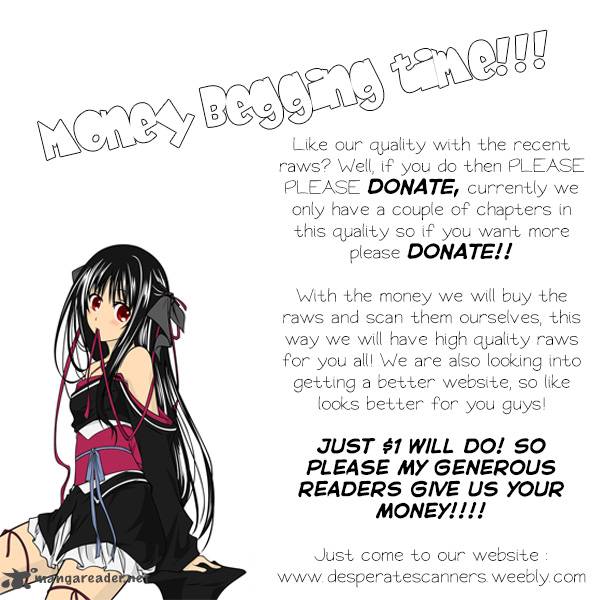 Money Begging time!!!
Like our quality with the recent
raws? Well, if you do then PLEASE
PLEASE DONATE, currently we
only have a couple of chapters in
this quality so if you want more
please DONATE!!
With the money we will buy the
raws and scan them ourselves, this
way we will have high quality raws
for you all! We are also looking into
getting a better website, so like
looks better for you guys!
JUST $1 WILL DO! SO
PLEASE MY GENEROUS
READERS GIVE US YOUR
MONEY!!!!
Just come to our website :
www.desperatescanners.weebly.com
mangareader.net